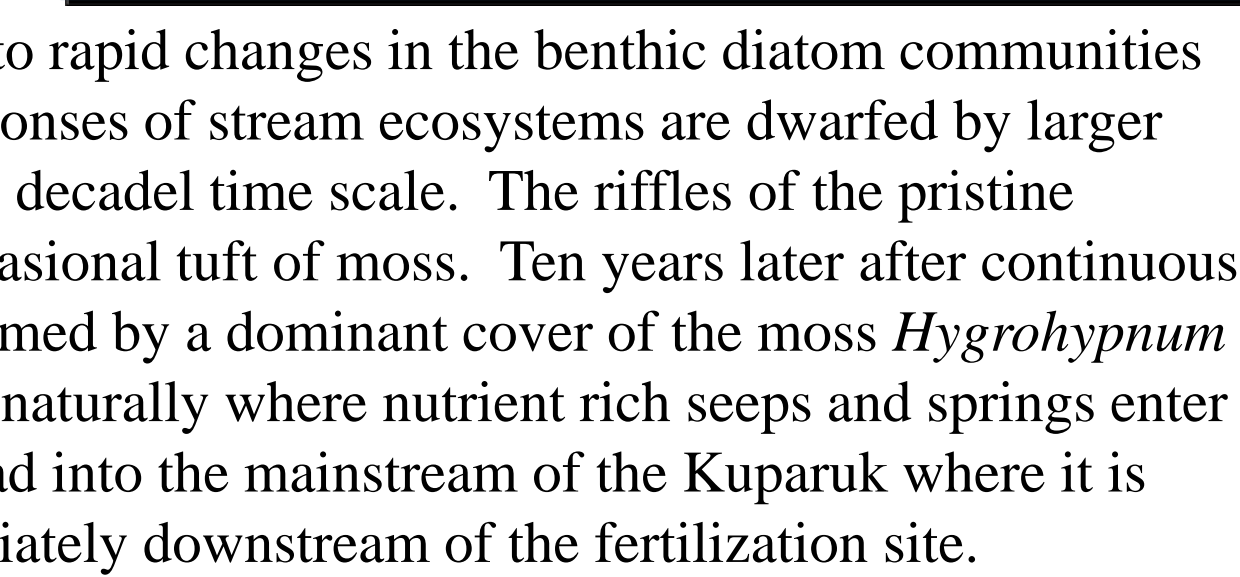 to rapid changes in the benthic diatom communities
onses of stream ecosystems are dwarfed by larger
decadel time scale.  The riffles of the pristine
asional tuft of moss.  Ten years later after continuous
med by a dominant cover of the moss Hygrohypnum
naturally where nutrient rich seeps and springs enter
ad into the mainstream of the Kuparuk where it is
iately downstream of the fertilization site.